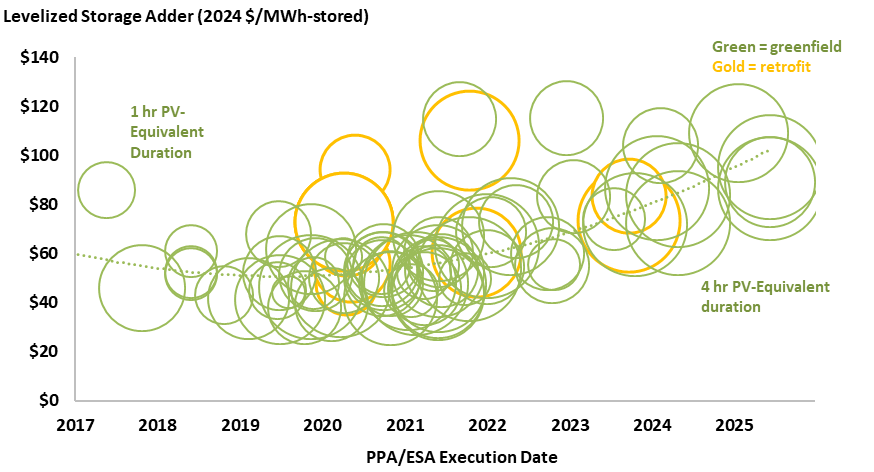 Levelized Storage Adder (2024 $/MWh-stored)
$140
Green = greenfield
Gold = retrofit
$120
1 hr PV-
Equivalent
Duration
$100
$80
$60
4 hr PV-Equivalent
duration
$40
$20
$0
2017 2018 2019 2020 2021 2022 2023 2024 2025
PPA/ESA Execution Date